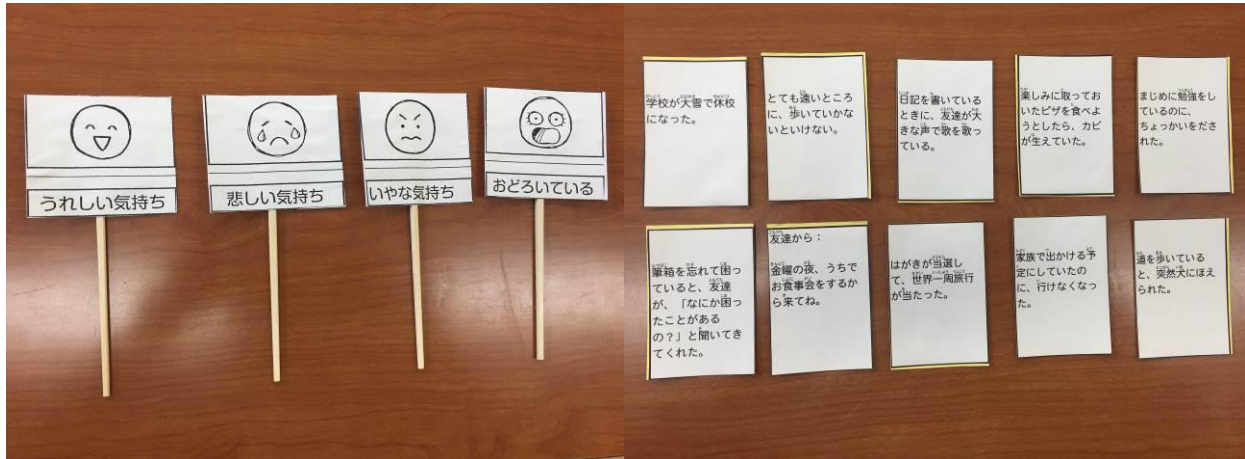 うれしい気持ち
悲しい気持ち
いやな気持ち
おどろいている
学校が大雪で休校
になった。
とても遠いところ
に、歩いていかな
いといけない。
日記を書いている
ときに、友達が大
きな声で歌を歌っ
ている。
楽しみに取ってお
いたピザを食べよ
うとしたら、カビ
が生えていた。
まじめに勉強をし
ているのに、
ちょっかいをださ
れた。
筆箱を忘れて困っ
ていると、友達
が、「なにか困っ
たことがある
の？」と聞いてき
てくれた。
友達から：
金曜の夜、うちで
お食事会をするか
ら来てね。
はがきが当選し
て、世界一周旅行
が当たった。
家族で出かける予
定にしていたの
に、行けなくなっ
た。
道を歩いている
と、突然犬にほえ
られた。